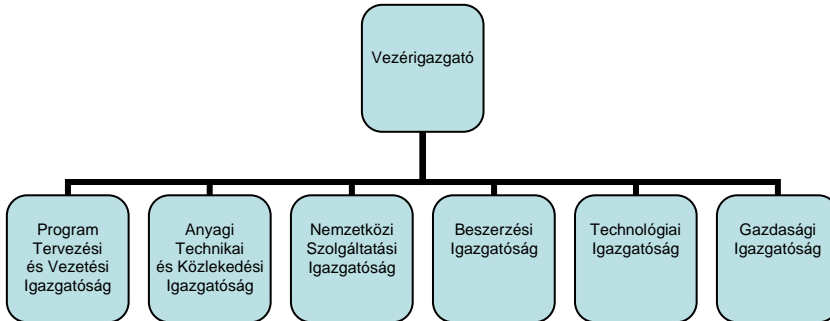 Vezérigazgató
Program
Tervezési
és Vezetési
Igazgatóság
Anyagi
Technikai
és Közlekedési
Igazgatóság
Nemzetközi
Szolgáltatási
Igazgatóság
Beszerzési
Igazgatóság
Technológiai
Igazgatóság
Gazdasági
Igazgatóság